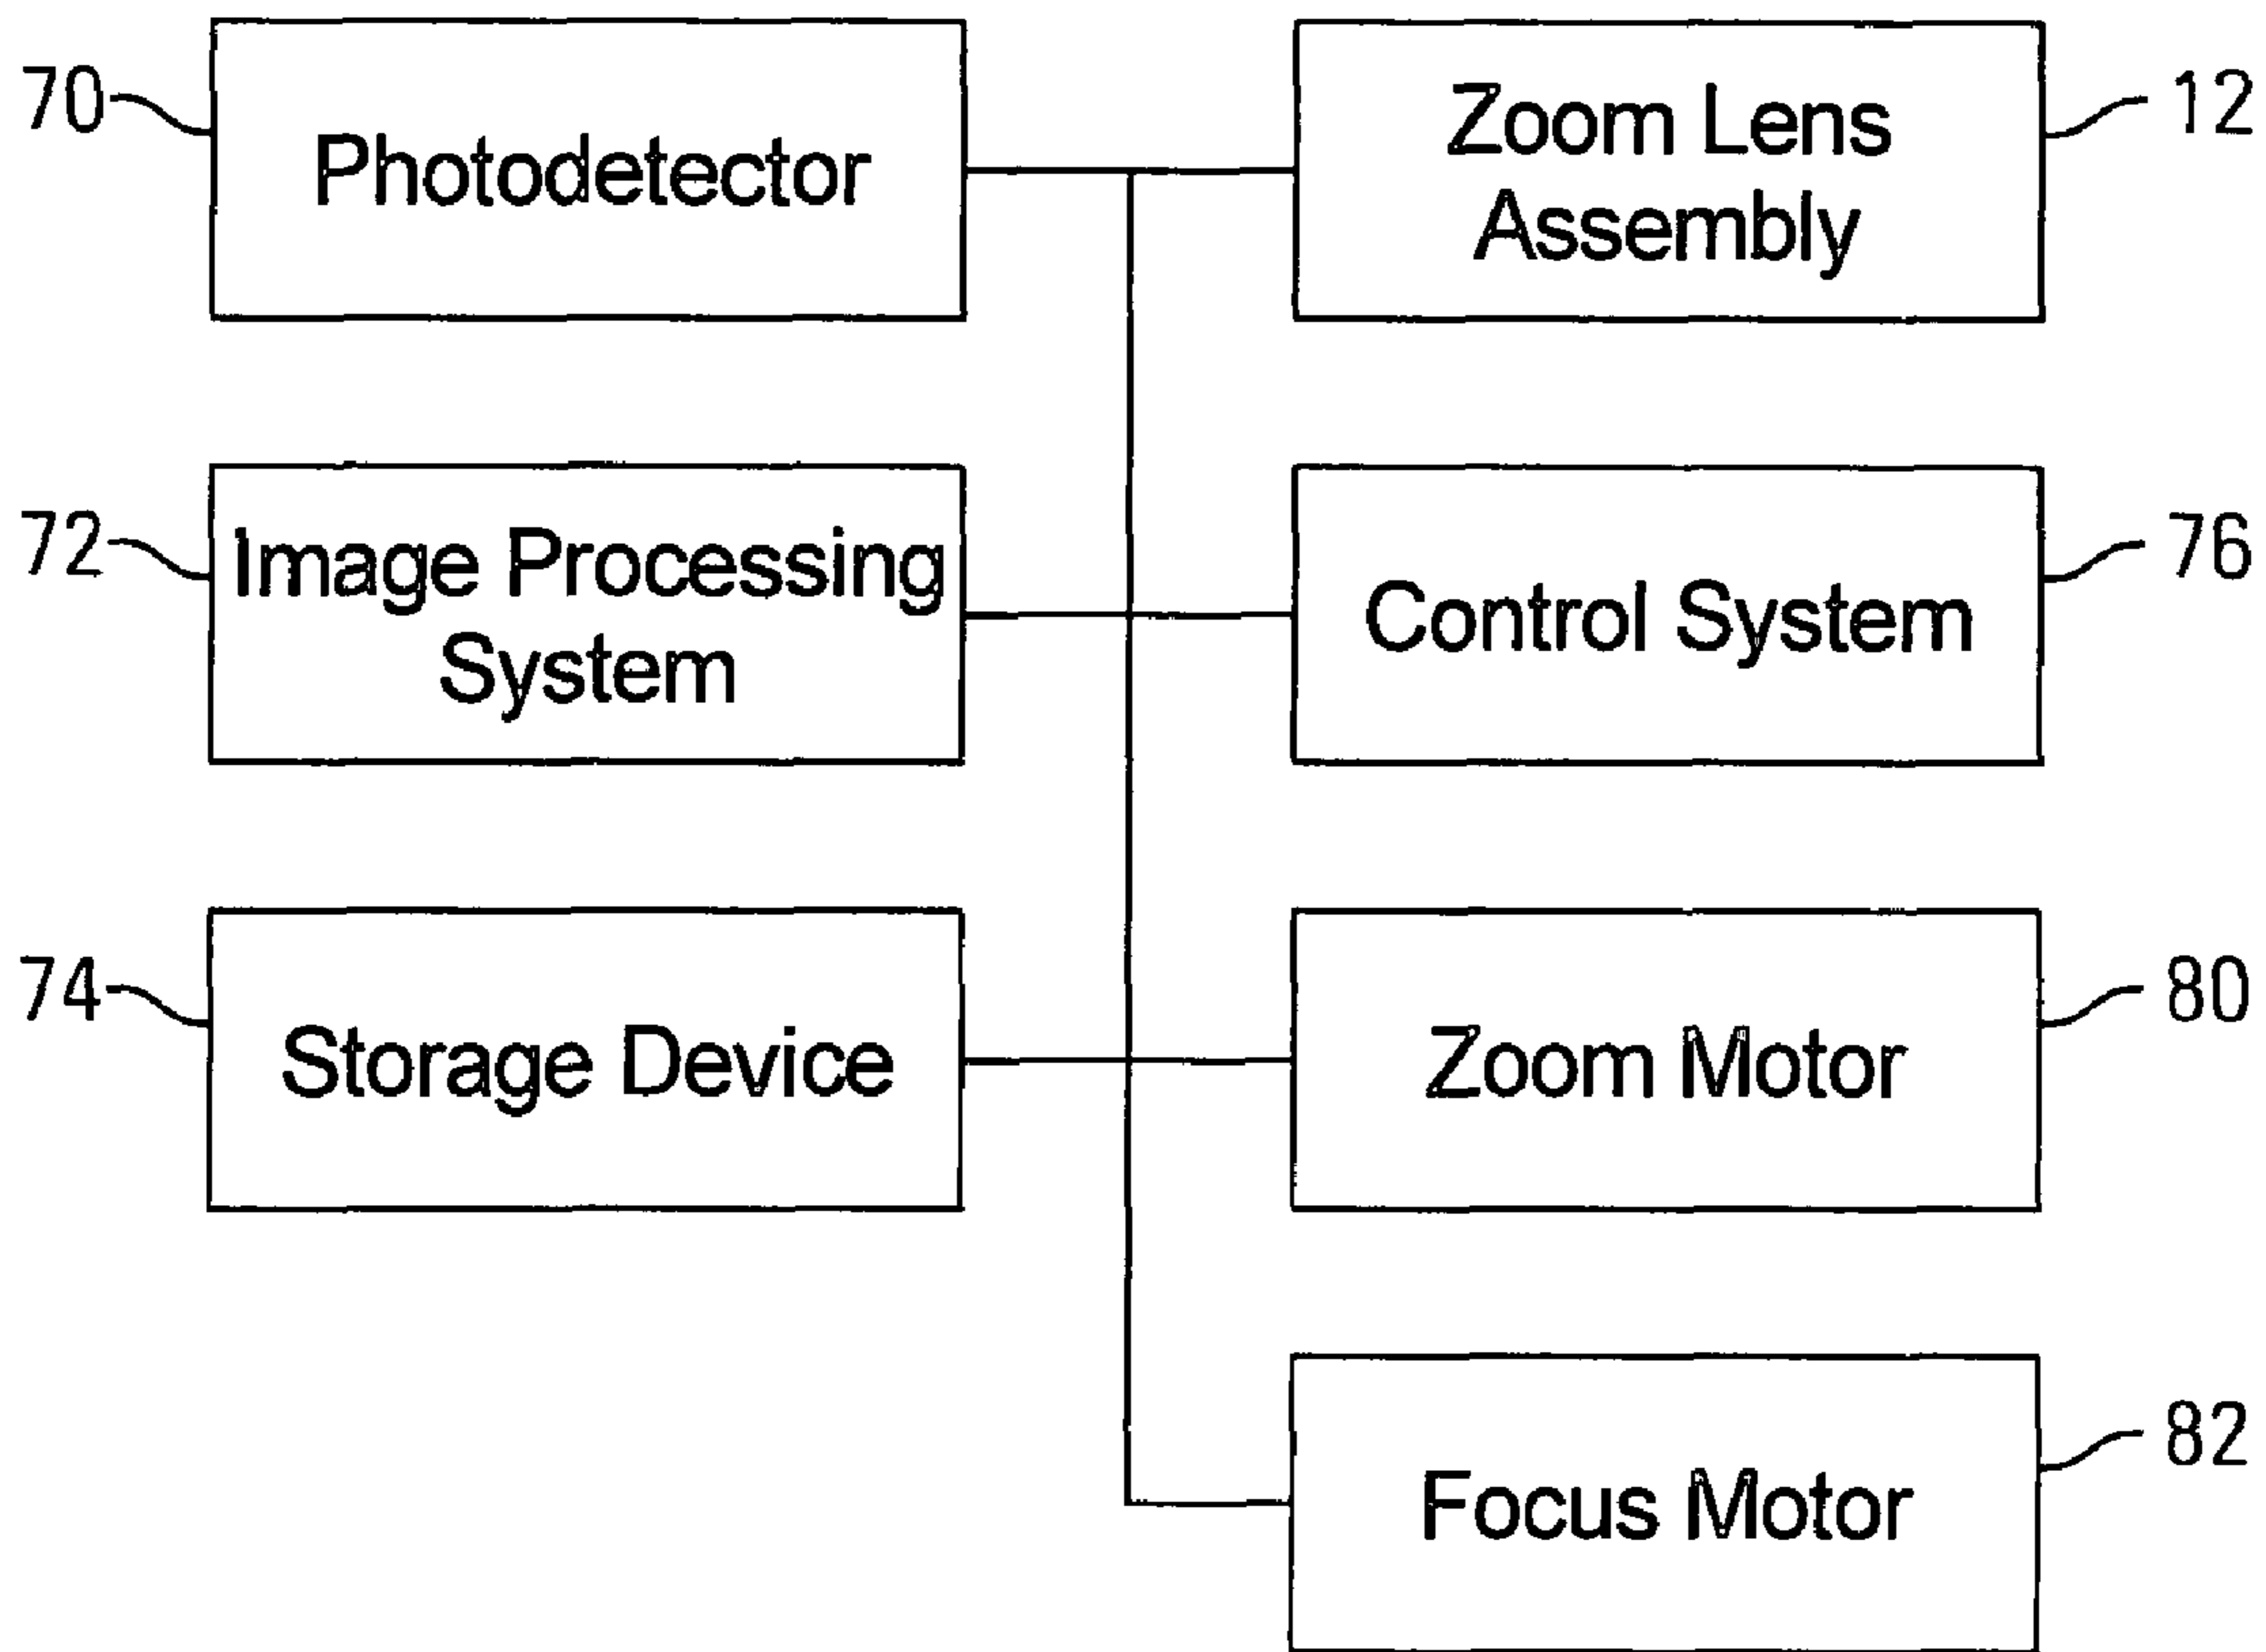 70
Photodetector
Zoom Lens
Assembly
12
72
Image Processing
System
Control System
76
74
Storage Device
Zoom Motor
80
Focus Motor
82